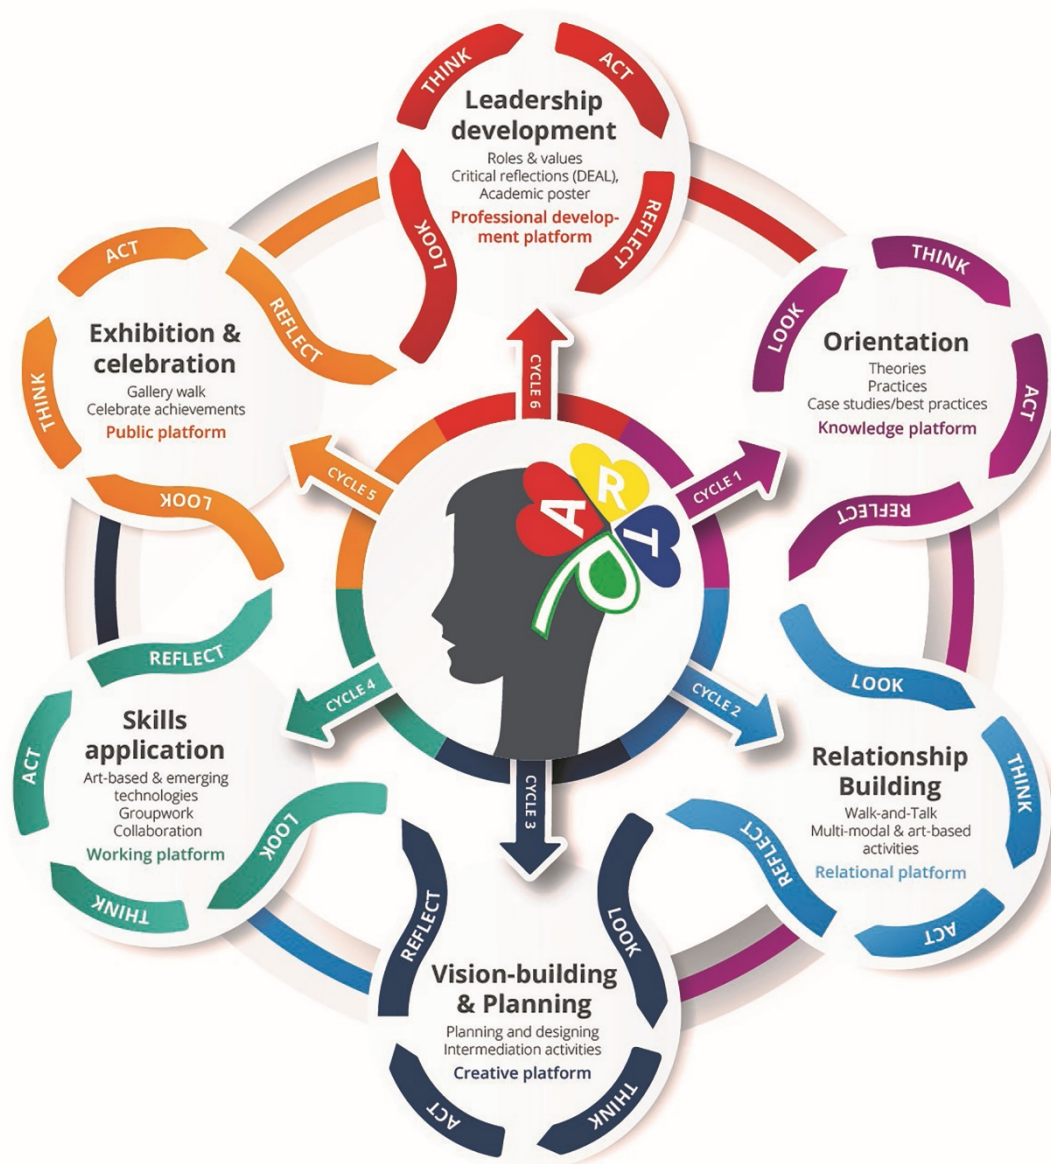 THINK
ACT
REFLECT
LOOK
Leadership
development
Roles & values
Critical reflections (DEAL),
Academic poster
Professional develop-
ment platform
CYCLE 6
LOOK
THINK
ACT
REFLECT
Orientation
Theories
Practices
Case studies/best practices
Knowledge platform
CYCLE 1
LOOK
THINK
ACT
REFLECT
Relationship
Building
Walk-and-Talk
Multi-modal & art-based
activities
Relational platform
CYCLE 2
LOOK
THINK
ACT
REFLECT
Vision-building
& Planning
Planning and designing
Intermediation activities
Creative platform
CYCLE 3
LOOK
THINK
ACT
REFLECT
Skills
application
Art-based & emerging
technologies
Groupwork
Collaboration
Working platform
CYCLE 4
LOOK
THINK
ACT
REFLECT
Exhibition &
celebration
Gallery walk
Celebrate achievements
Public platform
CYCLE 5
P
A
R
T